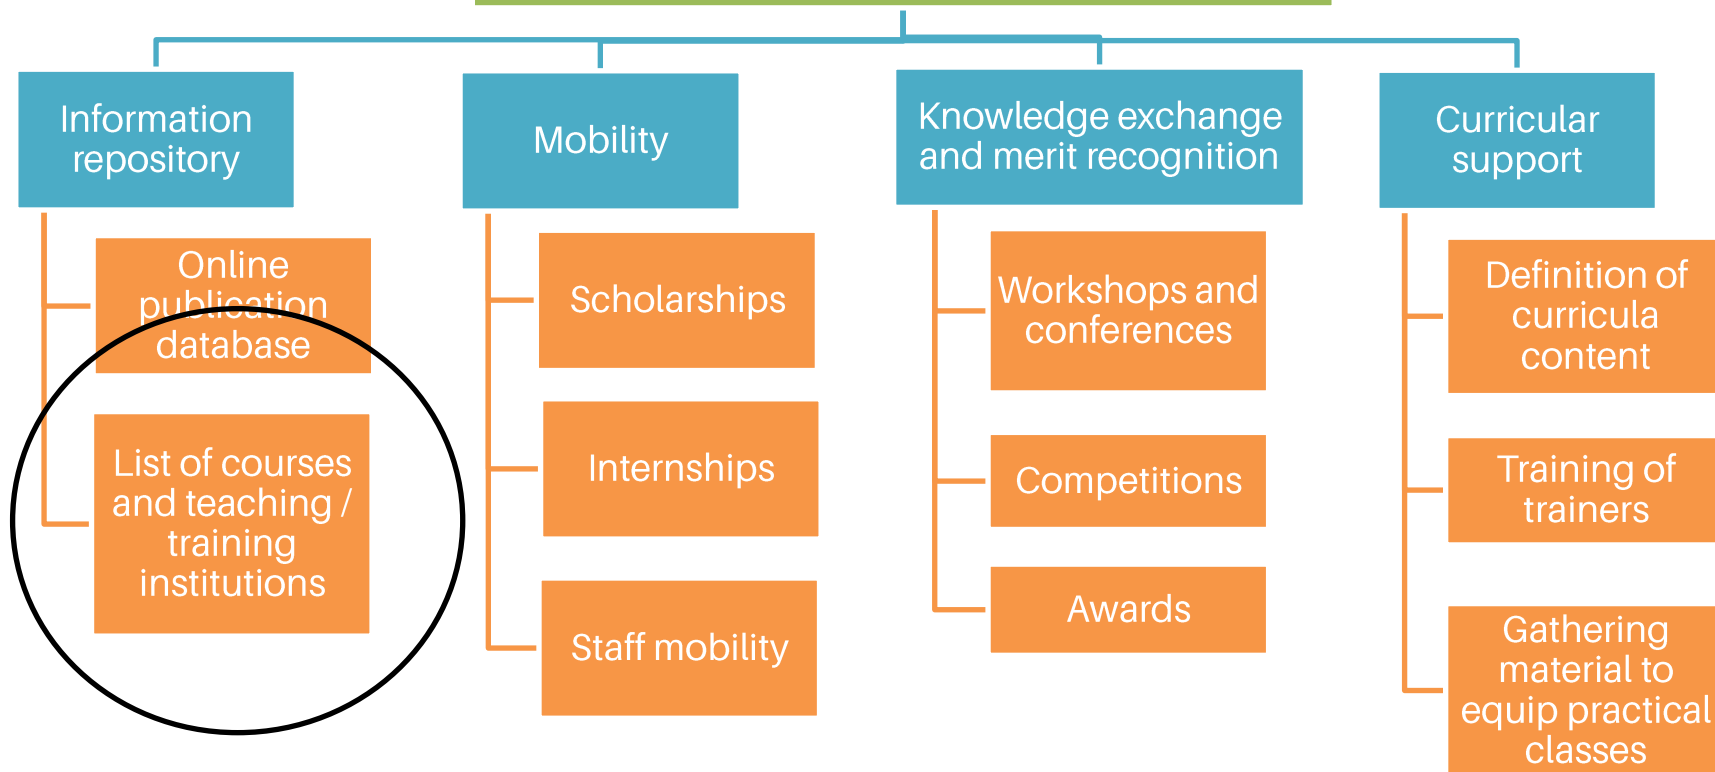 Information
repository
Online
publication
database
List of courses
and teaching /
training
institutions
Mobility
Scholarships
Internships
Staff mobility
Knowledge exchange
and merit recognition
Workshops and
conferences
Competitions
Awards
Curricular
support
Definition of
curricula
content
Training of
trainers
Gathering
material to
equip practical
classes